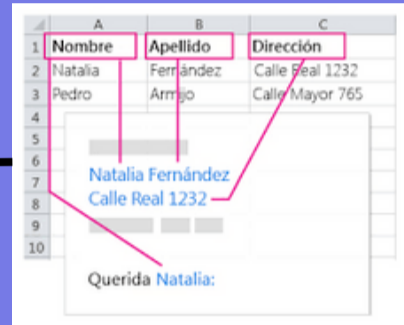 A B C
1 Nombre Apellido Dirección
2 Natalia Fernández Calle Real 1232
3 Pedro Armijo Calle Mayor 765
4
5
6
7
8
9
10
Natalia Fernández
Calle Real 1232
Querida Natalia: